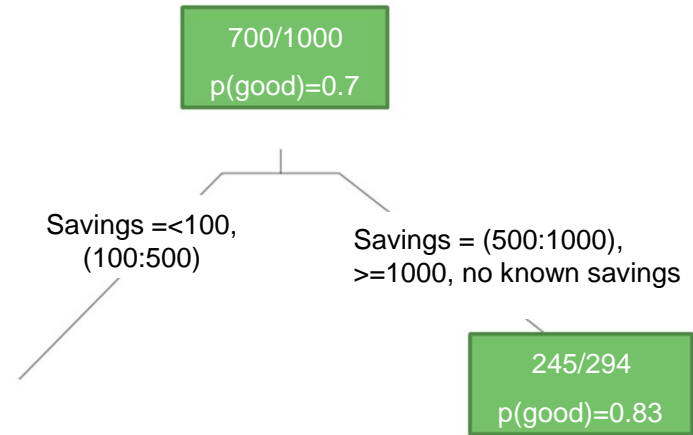 700/1000
p(good)=0.7
Savings =<100,
(100:500)
Savings = (500:1000),
>=1000, no known savings
245/294
p(good)=0.83